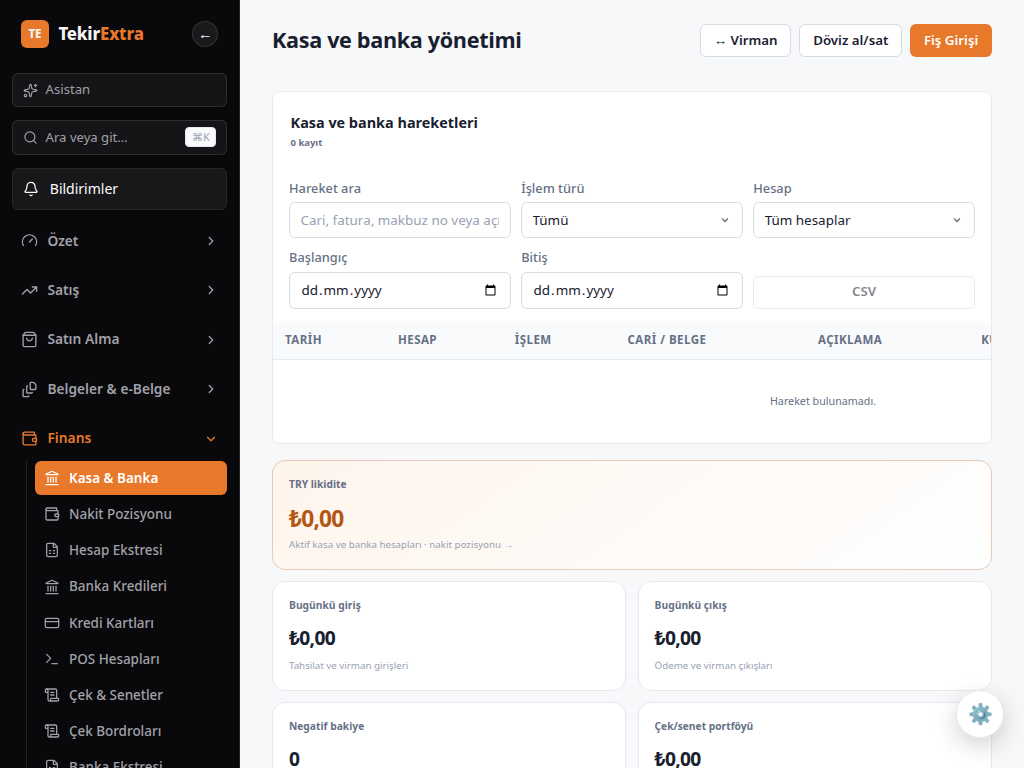 TE TekirExtra ←
Asistan
Ara veya git... ⌘K
Bildirimler
Özet
Satış
Satın Alma
Belgeler & e-Belge
Finans
Kasa & Banka
Nakit Pozisyonu
Hesap Ekstresi
Banka Kredileri
Kredi Kartları
POS Hesapları
Çek & Senetler
Çek Bordroları
Banka Ekstresi
Kasa ve banka yönetimi
↔ Virman
Döviz al/sat
Fiş Girişi
Kasa ve banka hareketleri
0 kayıt
Hareket ara
İşlem türü
Hesap
Cari, fatura, makbuz no veya açı
Tümü
Tüm hesaplar
Başlangıç
Bitiş
dd.mm.yyyy
dd.mm.yyyy
CSV
TARİH HESAP İŞLEM CARİ / BELGE AÇIKLAMA
Hareket bulunamadı.
TRY likidite
₺0,00
Aktif kasa ve banka hesapları · nakit pozisyonu →
Bugünkü giriş
₺0,00
Tahsilat ve virman girişleri
Bugünkü çıkış
₺0,00
Ödeme ve virman çıkışları
Negatif bakiye
0
Çek/senet portföyü
₺0,00